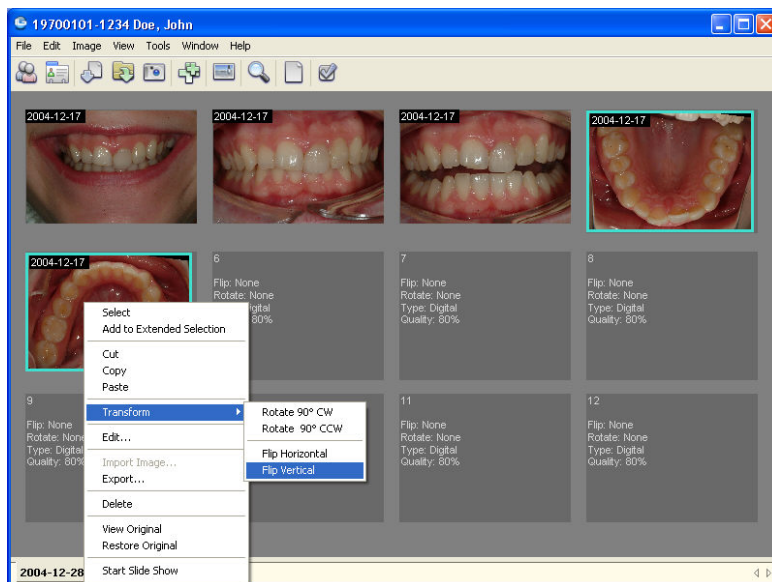 19700101-1234 Doe, John
File Edit Image View Tools Window Help
2004-12-17
2004-12-17
2004-12-17
2004-12-17
2004-12-17
6
Flip: None
Rotate: None
Type: Digital
80%
7
Flip: None
Rotate: None
Type: Digital
Quality: 80%
8
Flip: None
Rotate: None
Type: Digital
Quality: 80%
Select
Add to Extended Selection
Cut
Copy
Paste
Transform
Edit...
Import Image...
Export...
Delete
View Original
Restore Original
Start Slide Show
Rotate 90° CW
Rotate 90° CCW
Flip Horizontal
Flip Vertical
9
Flip: None
Rotate: None
Type: Digital
Quality: 80%
11
Flip: None
Rotate: None
Type: Digital
Quality: 80%
12
Flip: None
Rotate: None
Type: Digital
Quality: 80%
2004-12-28